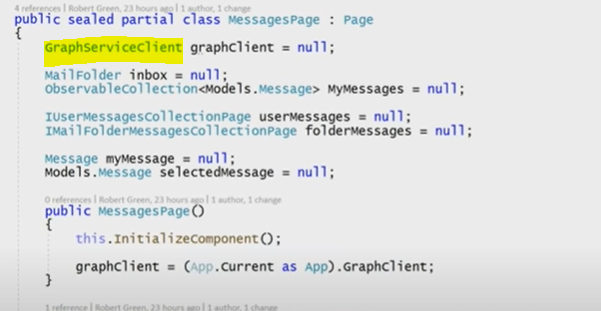 4 references | Robert Green, 23 hours ago | 1 author, 1 change
public sealed partial class MessagesPage : Page
{
GraphServiceClient graphClient = null;
MailFolder inbox = null;
ObservableCollection<Models.Message> MyMessages = null;
IUserMessagesCollectionPage userMessages = null;
IMailFolderMessagesCollectionPage folderMessages = null;
Message myMessage = null;
Models.Message selectedMessage = null;
0 references | Robert Green, 23 hours ago | 1 author, 1 change
public MessagesPage()
{
this.InitializeComponent();
graphClient = (App.Current as App).GraphClient;
}
1 reference | Robert Green, 23 hours ago | 1 author, 1 change